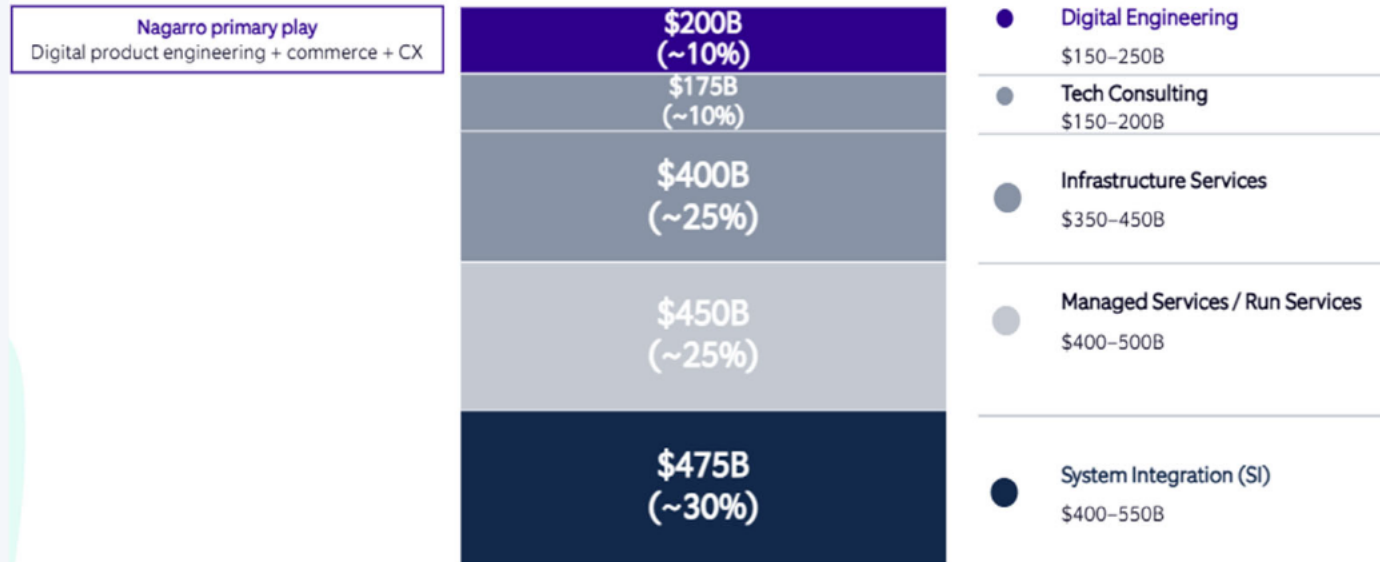 Nagarro primary play
Digital product engineering + commerce + CX
$200B
(~10%)
$175B
(~10%)
$400B
(~25%)
$450B
(~25%)
$475B
(~30%)
Digital Engineering
$150–250B
Tech Consulting
$150–200B
Infrastructure Services
$350–450B
Managed Services / Run Services
$400–500B
System Integration (SI)
$400–550B